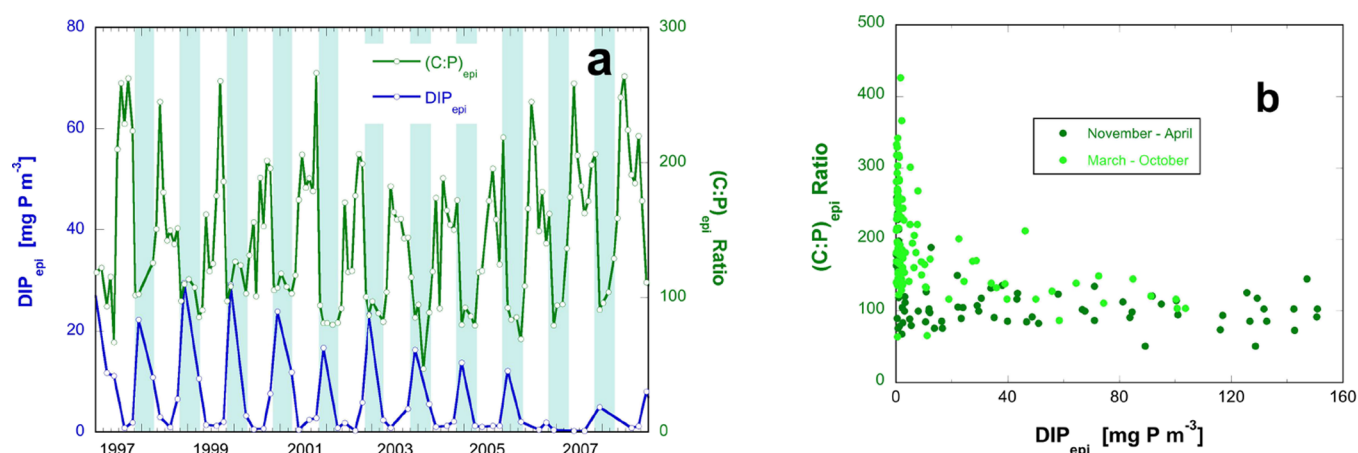 80
60
40
20
0
DIPepi [mg P m-3]
300
200
100
0
(C:P)epi Ratio
a
(C:P)epi
DIPepi
1997 1999 2001 2003 2005 2007
500
400
300
200
100
0
(C:P)epi Ratio
b
November - April
March - October
0 40 80 120 160
DIPepi [mg P m-3]